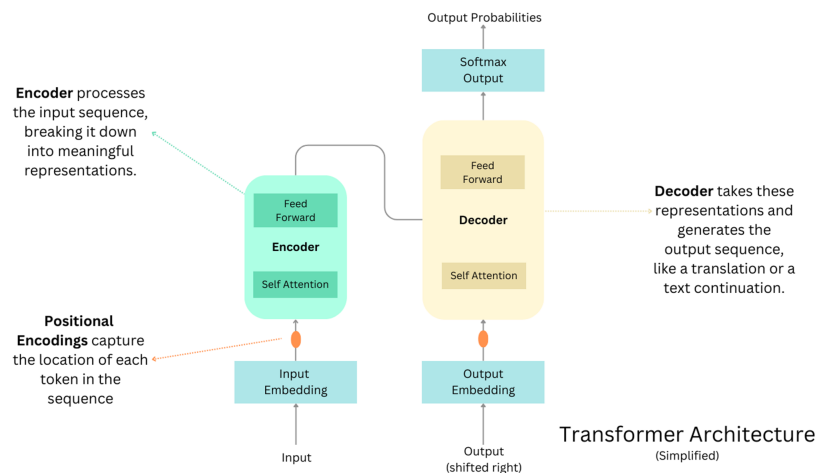 Output Probabilities
Softmax
Output
Encoder processes
the input sequence,
breaking it down
into meaningful
representations.
Feed
Forward
Encoder
Self Attention
Feed
Forward
Decoder
Self Attention
Decoder takes these
representations and
generates the
output sequence,
like a translation or a
text continuation.
Positional
Encodings capture
the location of each
token in the
sequence
Input
Embedding
Output
Embedding
Input
Output
(shifted right)
Transformer Architecture
(Simplified)